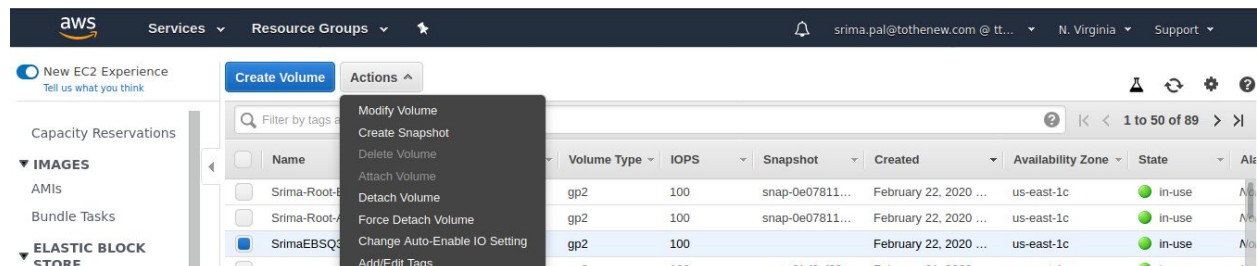 aws Services Resource Groups srima.pal@tothenew.com @ tt... N. Virginia Support
New EC2 Experience
Tell us what you think
Create Volume Actions
Filter by tags a
1 to 50 of 89
Capacity Reservations
IMAGES
AMIs
Bundle Tasks
ELASTIC BLOCK
STORE
Modify Volume
Create Snapshot
Delete Volume
Attach Volume
Detach Volume
Force Detach Volume
Change Auto-Enable IO Setting
Add/Edit Tags
Name Volume Type IOPS Snapshot Created Availability Zone State Ala
Srima-Root- gp2 100 snap-0e07811... February 22, 2020 ... us-east-1c in-use
Srima-Root- gp2 100 snap-0e07811... February 22, 2020 ... us-east-1c in-use
SrimaEBSQ3 gp2 100 February 22, 2020 ... us-east-1c in-use